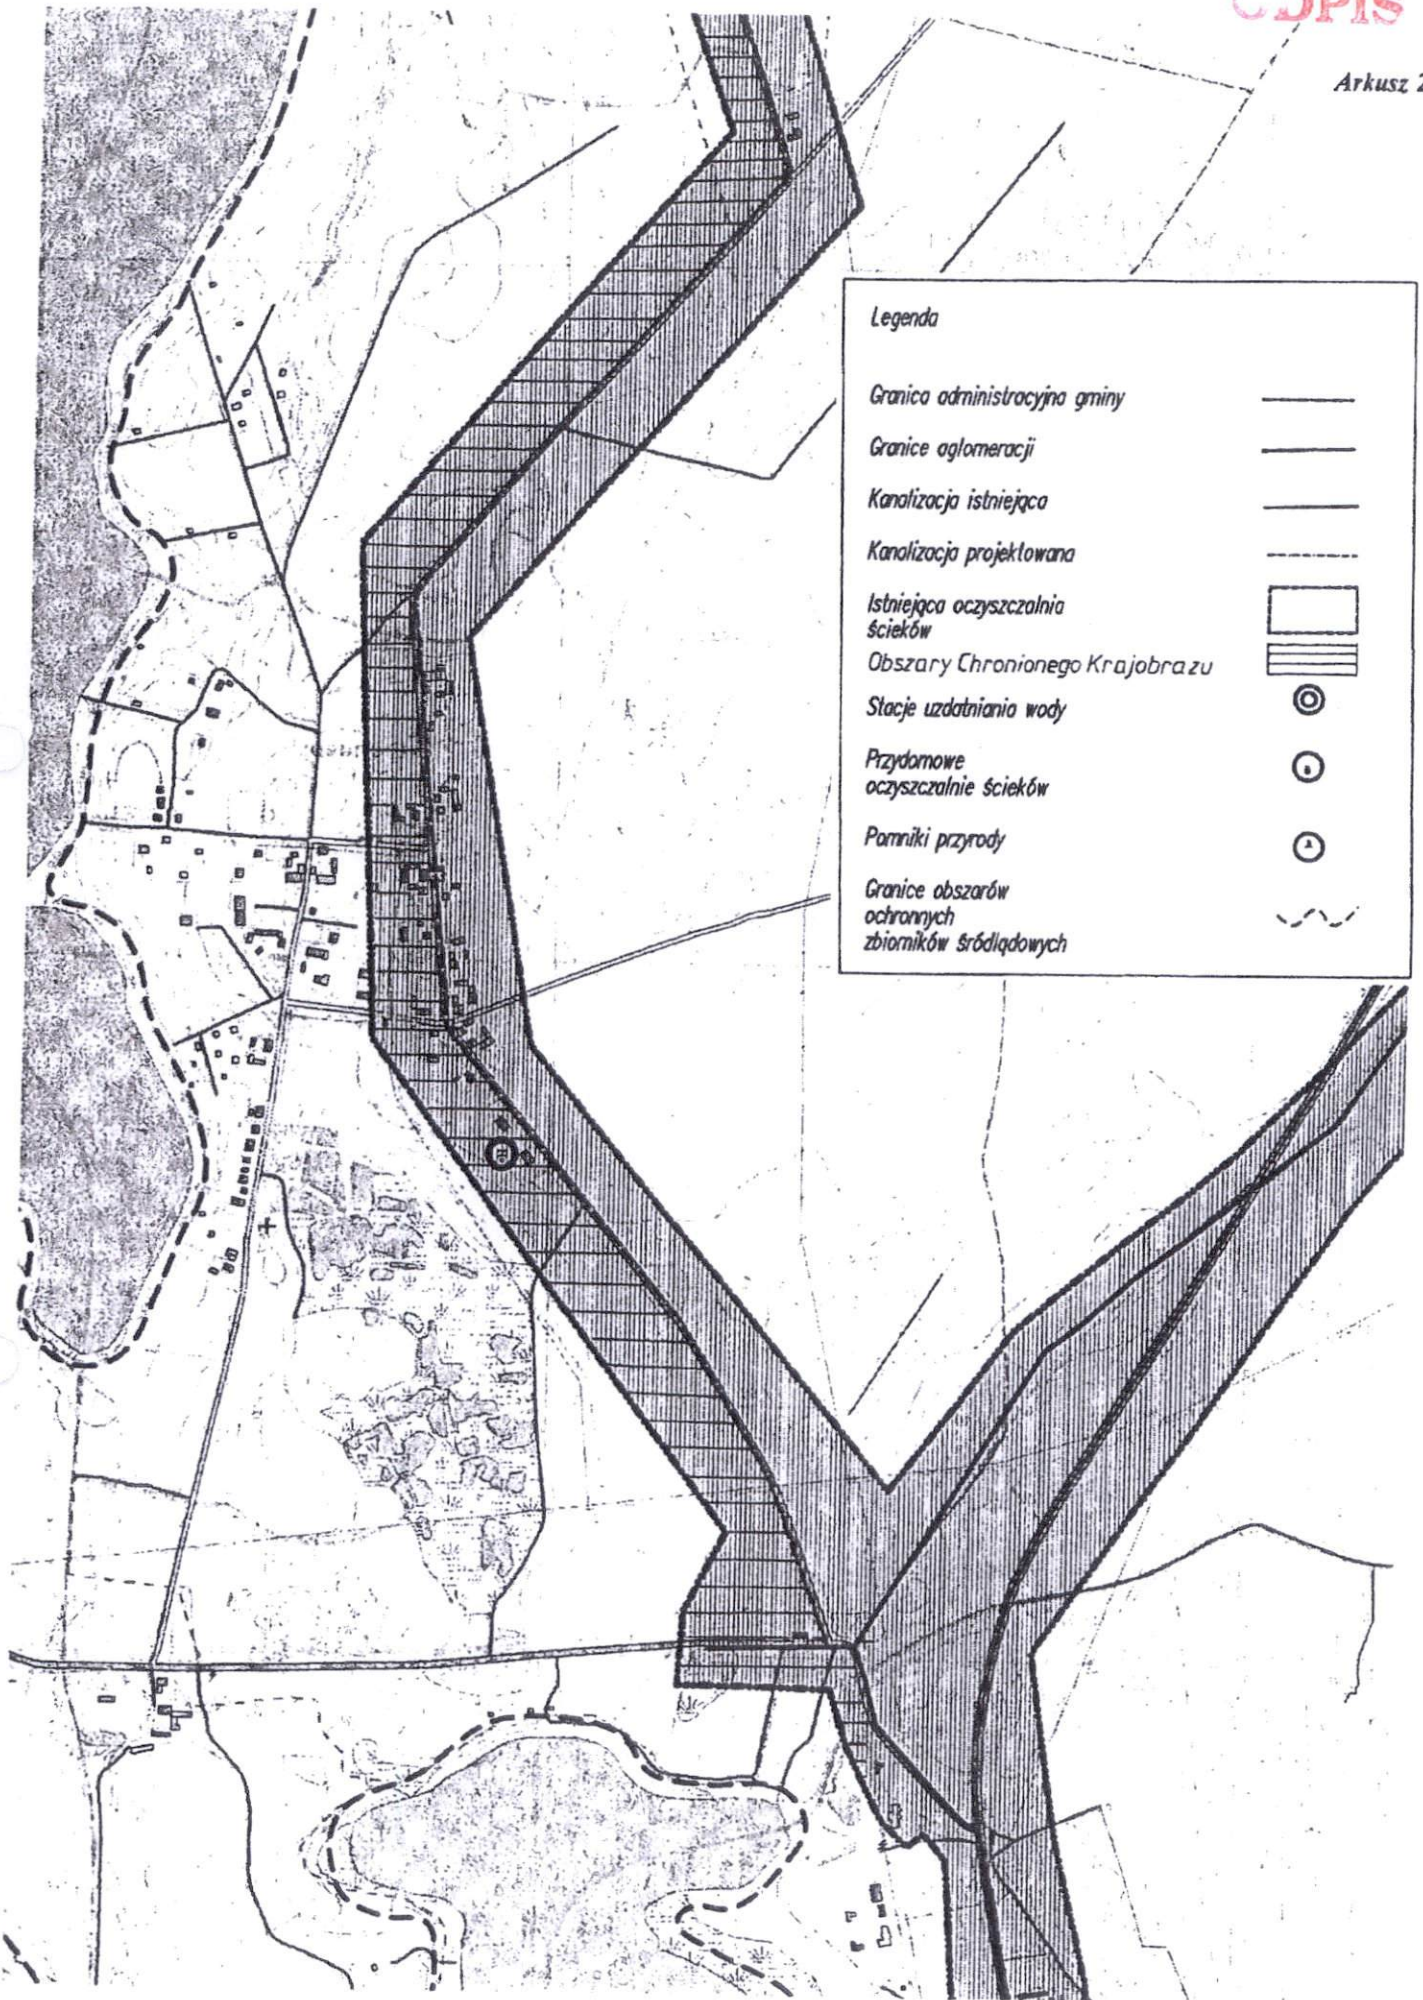 ODPIS
Arkusz 2
Legenda
Granica administracyjna gminy
Granice aglomeracji
Kanalizacja istniejąca
Kanalizacja projektowana
Istniejąca oczyszczalnia
ścieków
Obszary Chronionego Krajobrazu
Stacje uzdatniania wody
Przydomowe
oczyszczalnie ścieków
Pomniki przyrody
Granice obszarów
ochronnych
zbiorników śródlądowych